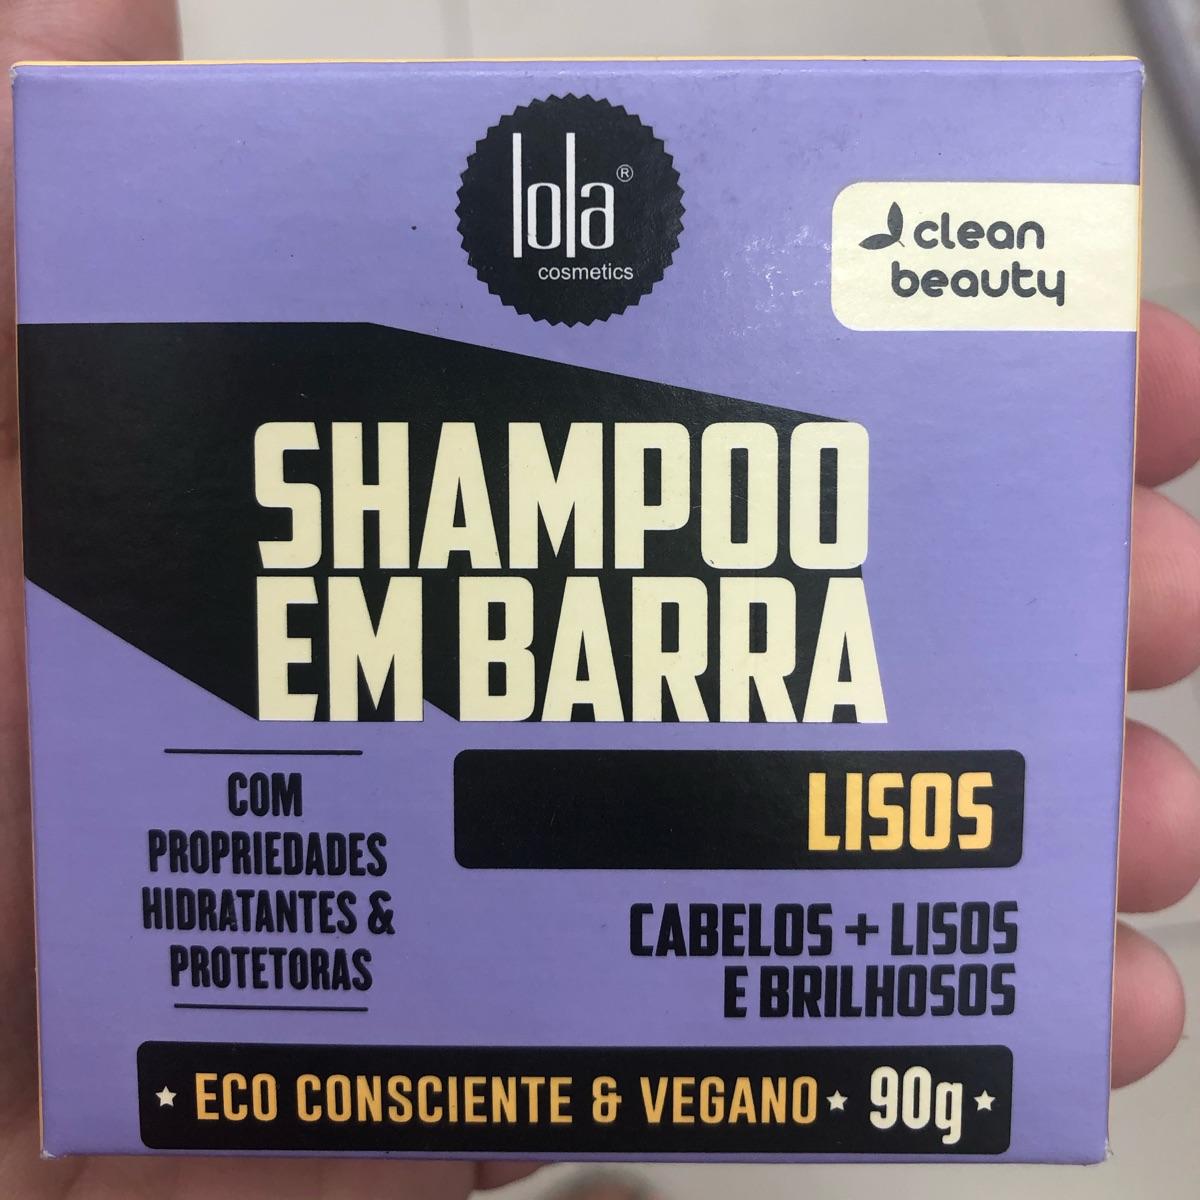 lola®
cosmetics
clean
beauty
SHAMPOO
EM BARRA
COM
PROPRIEDADES
HIDRATANTES &
PROTETORAS
LISOS
CABELOS + LISOS
E BRILHOSOS
ECO CONSCIENTE & VEGANO 90g